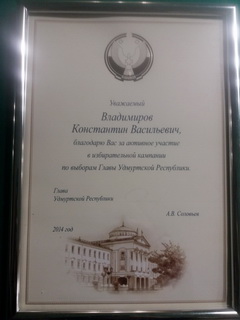 Уважаемый
Владимиров
Константин Васильевич,
благодарю Вас за активное участие
в избирательной кампании
по выборам Главы Удмуртской Республики
Глава
Удмуртской Республики
А.В. Соловьев
2014 год